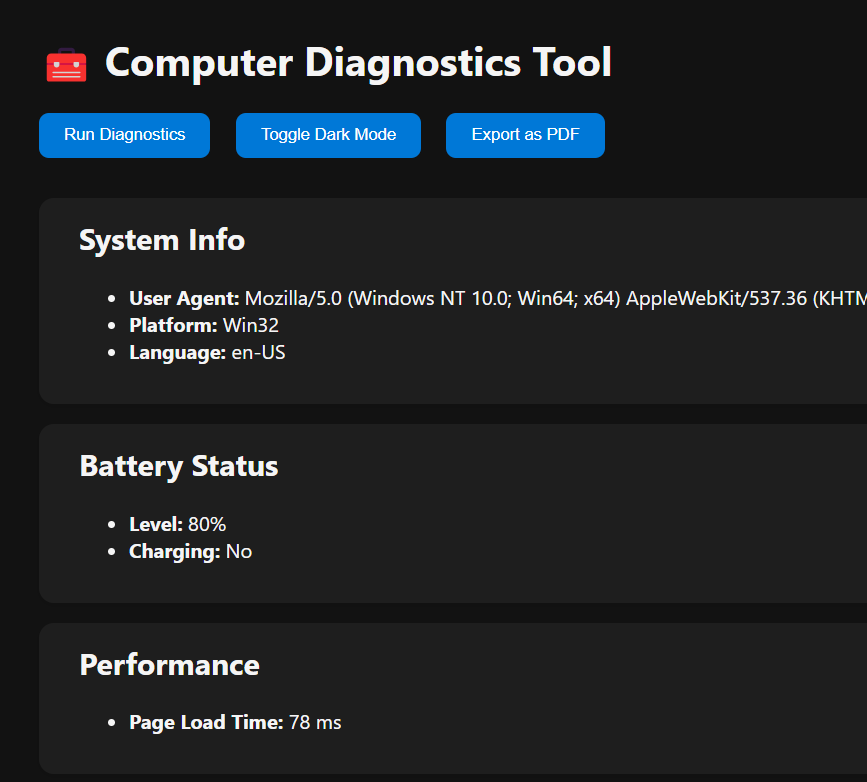 Computer Diagnostics Tool
Run Diagnostics
Toggle Dark Mode
Export as PDF
System Info
User Agent: Mozilla/5.0 (Windows NT 10.0; Win64; x64) AppleWebKit/537.36 (KHTM
Platform: Win32
Language: en-US
Battery Status
Level: 80%
Charging: No
Performance
Page Load Time: 78 ms